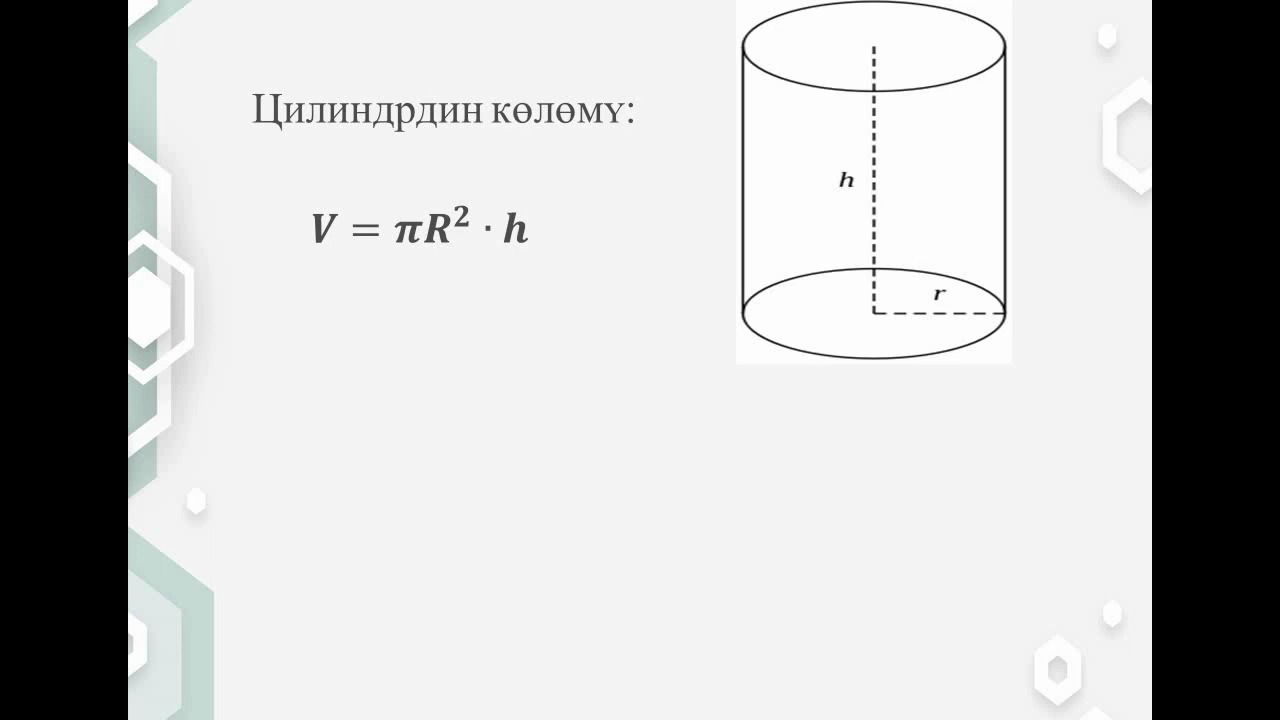 Цилиндрдин көлөмү:
V = πR² · h
h
r